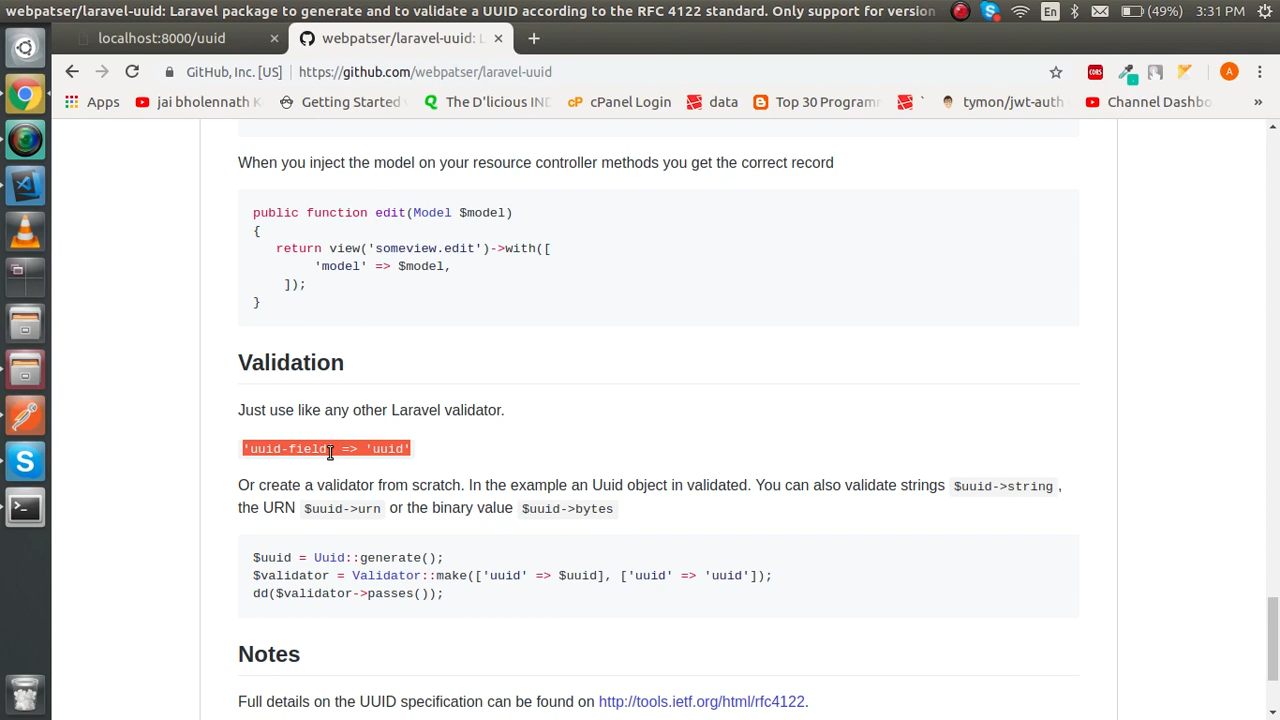 webpatser/laravel-uuid: Laravel package to generate and to validate a UUID according to the RFC 4122 standard. Only support for version
En
(49%)
3:31 PM
localhost:8000/uuid
webpatser/laravel-uuid: L
GitHub, Inc. [US]
https://github.com/webpatser/laravel-uuid
CORS
A
Apps
jai bholennath K
Getting Started
The D'licious IND
cPanel Login
data
Top 30 Programm
tymon/jwt-auth
Channel Dashbo
When you inject the model on your resource controller methods you get the correct record
public function edit(Model $model)
{
return view('someview.edit')->with([
'model' => $model,
]);
}
Validation
Just use like any other Laravel validator.
'uuid-field' => 'uuid'
Or create a validator from scratch. In the example an Uuid object in validated. You can also validate strings $uuid->string ,
the URN $uuid->urn or the binary value $uuid->bytes
$uuid = Uuid::generate();
$validator = Validator::make(['uuid' => $uuid], ['uuid' => 'uuid']);
dd($validator->passes());
Notes
Full details on the UUID specification can be found on http://tools.ietf.org/html/rfc4122.